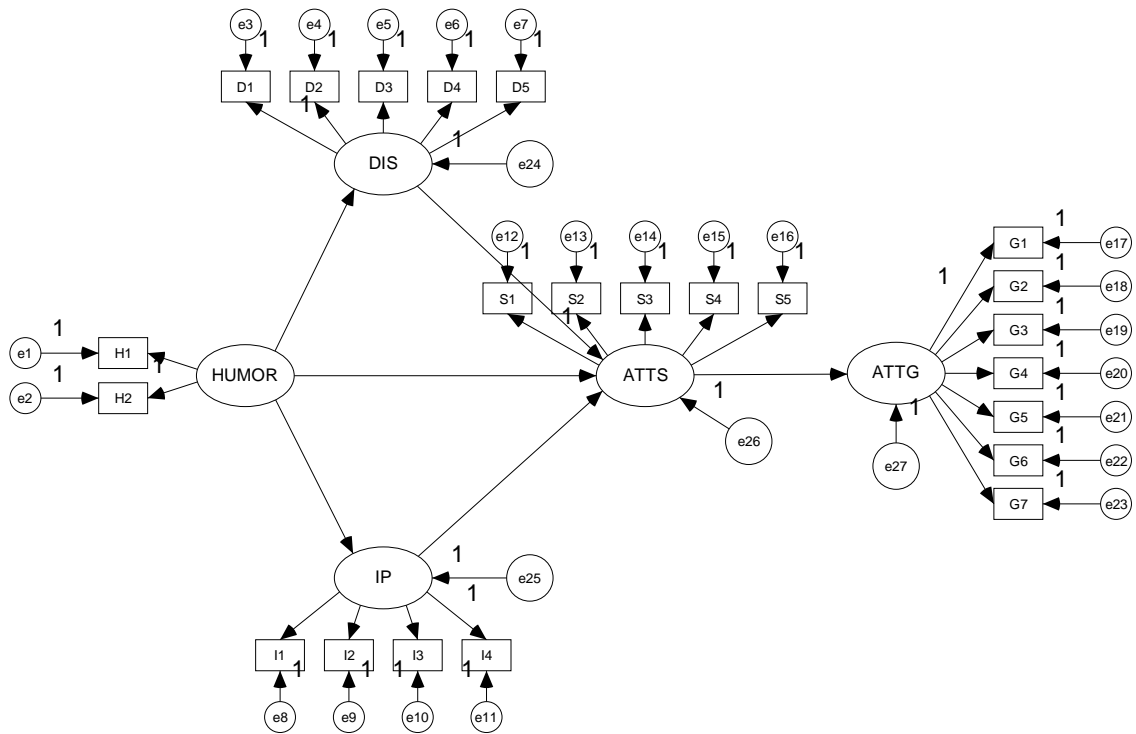 e3 e4 e5 e6 e7
1 1 1 1 1
D1 D2 D3 D4 D5
1
1
DIS e24
e12 e13 e14 e15 e16
1 1 1 1 1
S1 S2 S3 S4 S5
1
1
G1 e17
1
1
G2 e18
1
G3 e19
1
G4 e20
1
G5 e21
1
G6 e22
1
G7 e23
1
e1 H1
1
1
e2 H2
HUMOR ATTS ATTG
1
1
e26
e27
1
IP e25
1
I1 I2 I3 I4
1 1 1 1
e8 e9 e10 e11